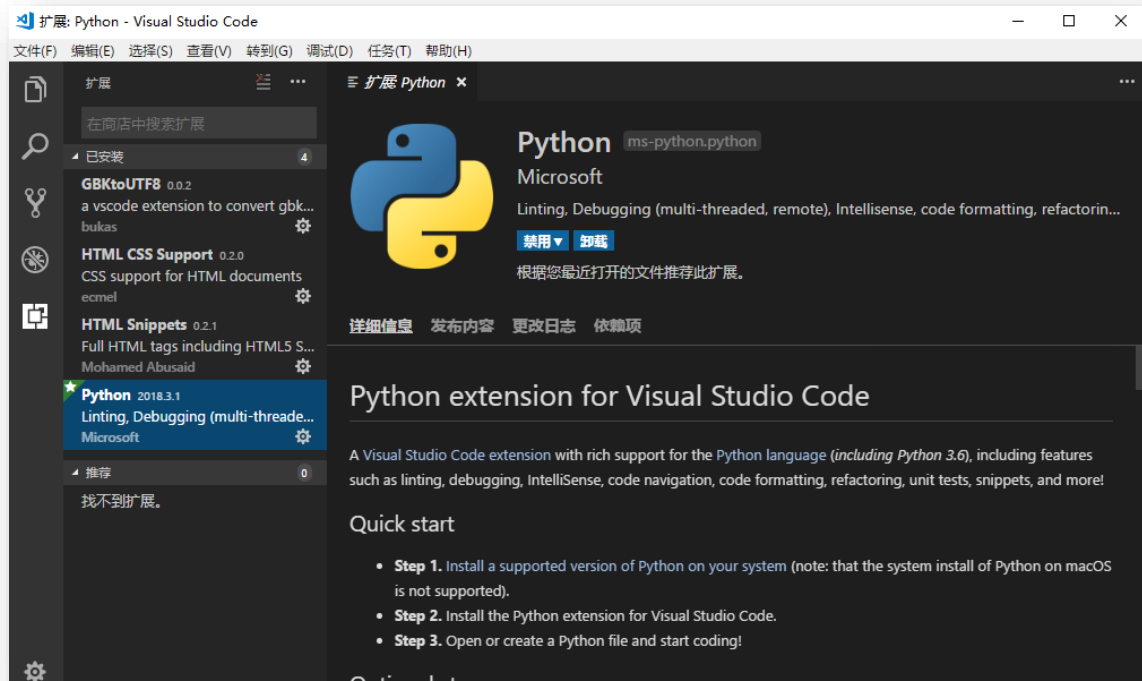 扩展: Python - Visual Studio Code
文件(F) 编辑(E) 选择(S) 查看(V) 转到(G) 调试(D) 任务(T) 帮助(H)
扩展
在商店中搜索扩展
已安装 4
GBKtoUTF8 0.0.2
a vscode extension to convert gbk...
bukas
HTML CSS Support 0.2.0
CSS support for HTML documents
ecmel
HTML Snippets 0.2.1
Full HTML tags including HTML5 S...
Mohamed Abusaid
Python 2018.3.1
Linting, Debugging (multi-threade...
Microsoft
推荐 0
找不到扩展。
扩展: Python
Python ms-python.python
Microsoft
Linting, Debugging (multi-threaded, remote), Intellisense, code formatting, refactorin...
禁用▼ 卸载
根据您最近打开的文件推荐此扩展。
详细信息 发布内容 更改日志 依赖项
Python extension for Visual Studio Code
A Visual Studio Code extension with rich support for the Python language (including Python 3.6), including features
such as linting, debugging, IntelliSense, code navigation, code formatting, refactoring, unit tests, snippets, and more!
Quick start
• Step 1. Install a supported version of Python on your system (note: that the system install of Python on macOS
is not supported).
• Step 2. Install the Python extension for Visual Studio Code.
• Step 3. Open or create a Python file and start coding!